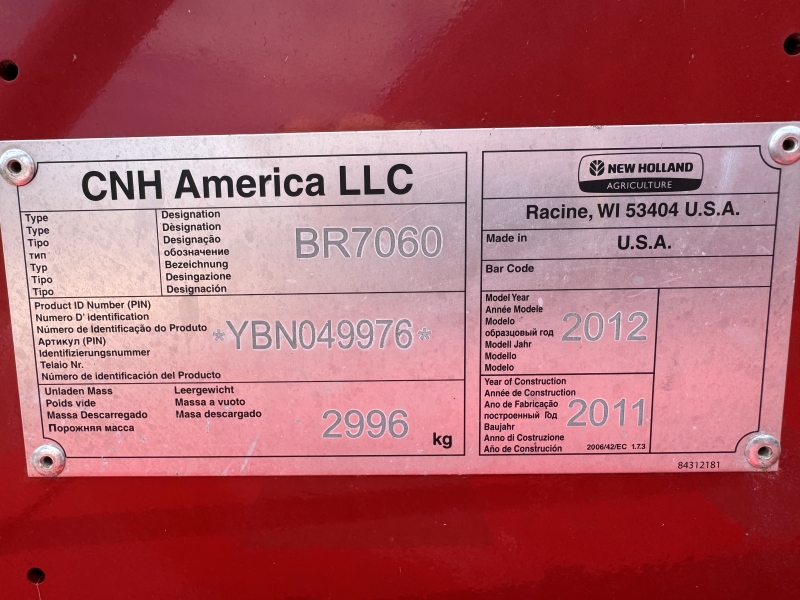 CNH America LLC
Type
Type
Tipo
тип
Typ
Tipo
Tipo
Designation
Dèsignation
Designação
обозначение
Bezeichnung
Desingazione
Designación
BR7060
Product ID Number (PIN)
Numero D' identification
Número de Identificação do Produto
Артикул (PIN)
Identifizierungsnummer
Telaio Nr.
Número de identificación del Producto
*YBN049976*
Unladen Mass
Poids vide
Massa Descarregado
Порожняя масса
Leergewicht
Massa a vuoto
Masa descargado
2996
kg
NEW HOLLAND
AGRICULTURE
Racine, WI 53404 U.S.A.
Made in
U.S.A.
Bar Code
Model Year
Année Modele
Modelo
образцовый год
Modell Jahr
Modello
Modelo
2012
Year of Construction
Année de Construction
Ano de Fabricação
построенный Год
Baujahr
Anno di Costruzione
Año de Construción
2011
2006/42/EC 1.7.3
84312181